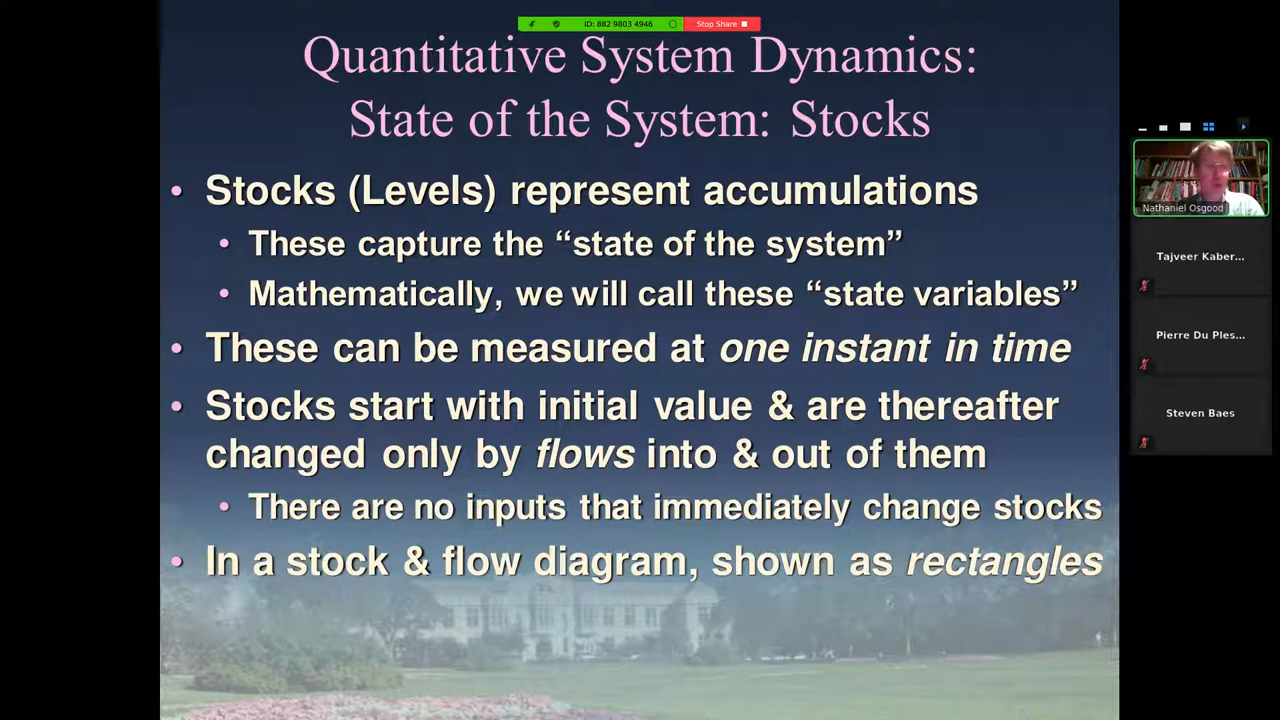 ID: 882 9803 4946
Stop Share
Quantitative System Dynamics:
State of the System: Stocks
• Stocks (Levels) represent accumulations
• These capture the “state of the system”
• Mathematically, we will call these “state variables”
• These can be measured at one instant in time
• Stocks start with initial value & are thereafter
changed only by flows into & out of them
• There are no inputs that immediately change stocks
• In a stock & flow diagram, shown as rectangles
Nathaniel Osgood
Tajveer Kaber...
Pierre Du Ples...
Steven Baes